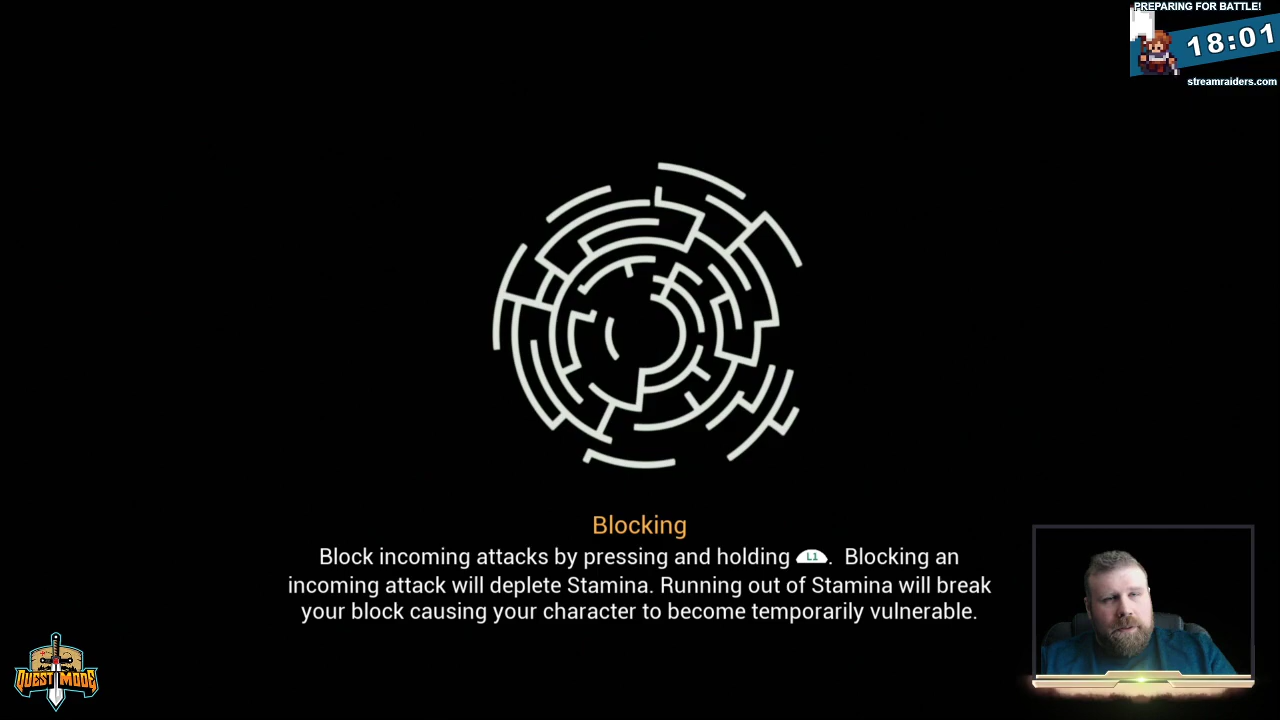 PREPARING FOR BATTLE!
18:01
streamraiders.com
Blocking
Block incoming attacks by pressing and holding L1. Blocking an
incoming attack will deplete Stamina. Running out of Stamina will break
your block causing your character to become temporarily vulnerable.
QUEST MODE